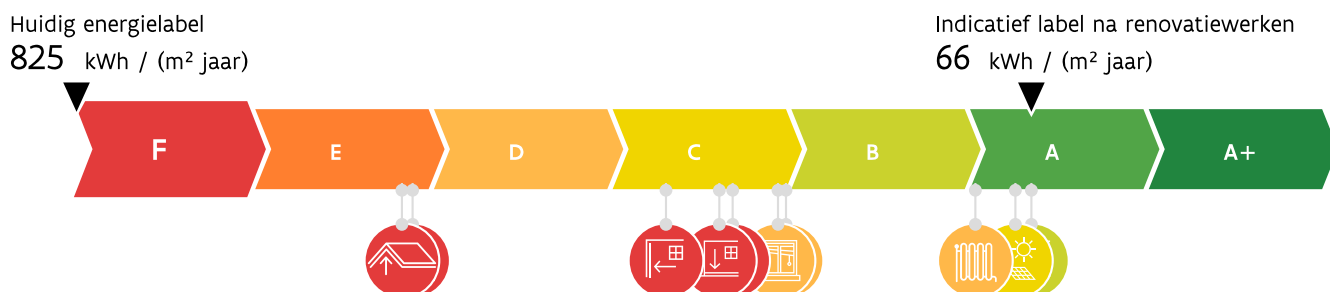 Huidig energielabel
825 kWh / (m² jaar)
Indicatief label na renovatiewerken
66 kWh / (m² jaar)
F
E
D
C
B
A
A+